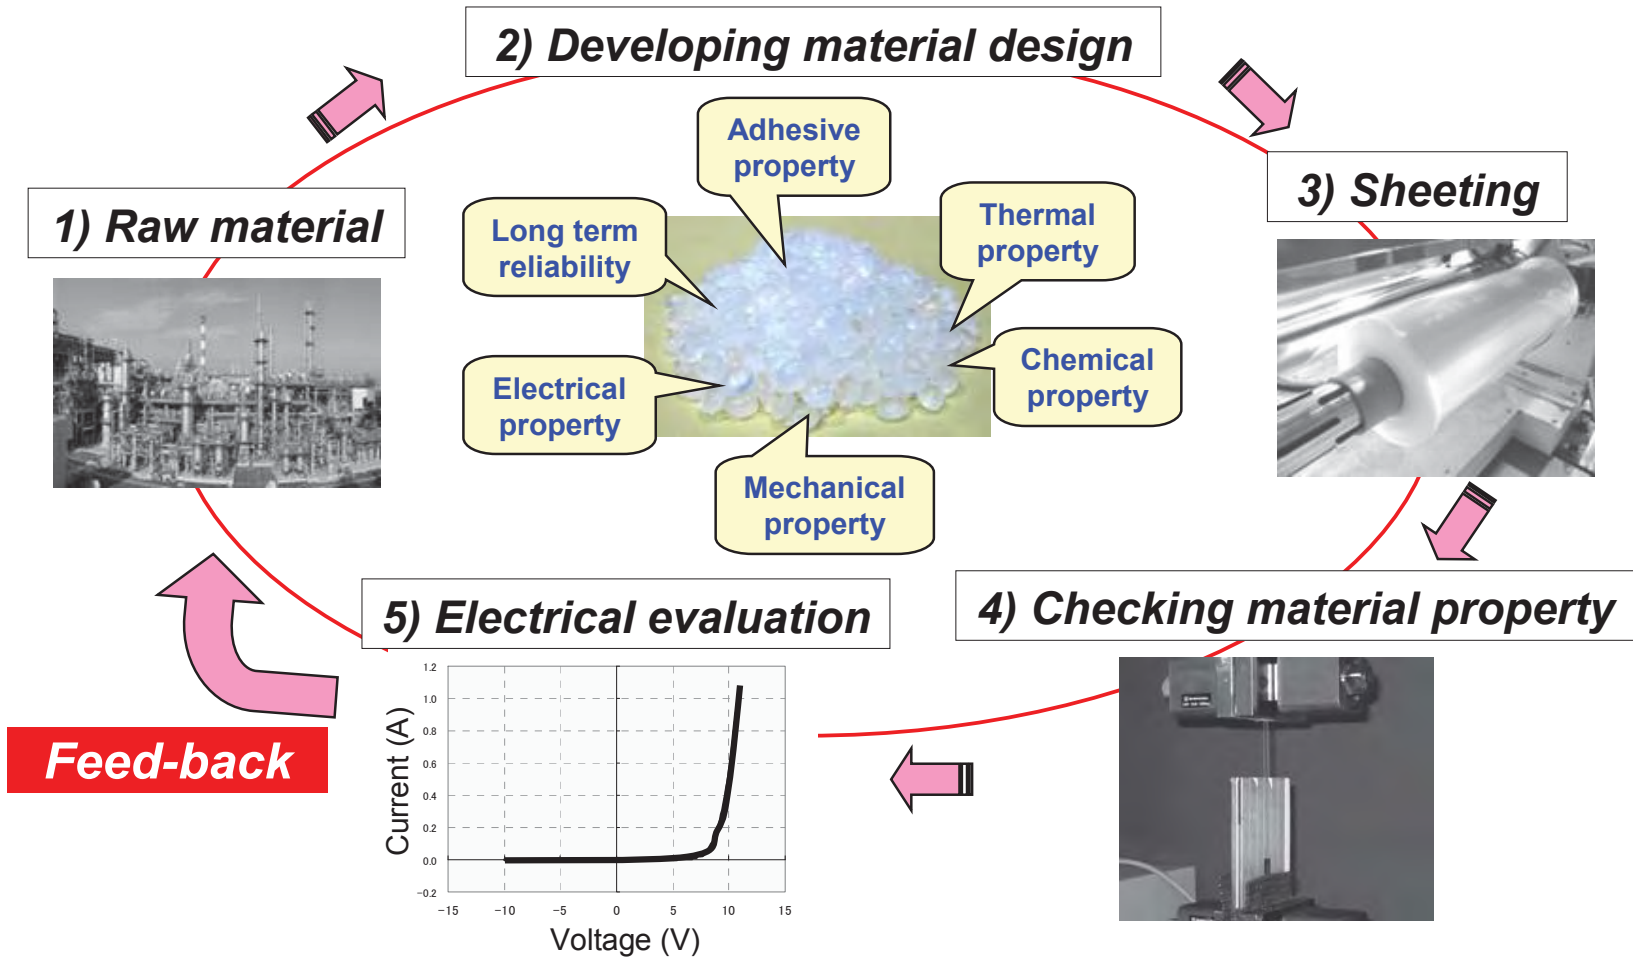 2) Developing material design
Adhesive
property
3) Sheeting
1) Raw material
Long term
reliability
Thermal
property
Chemical
property
Electrical
property
Mechanical
property
5) Electrical evaluation
4) Checking material property
Feed-back
Current (A)
1.2
1.0
0.8
0.6
0.4
0.2
0.0
−0.2
−15
−10
−5
0
5
10
15
Voltage (V)